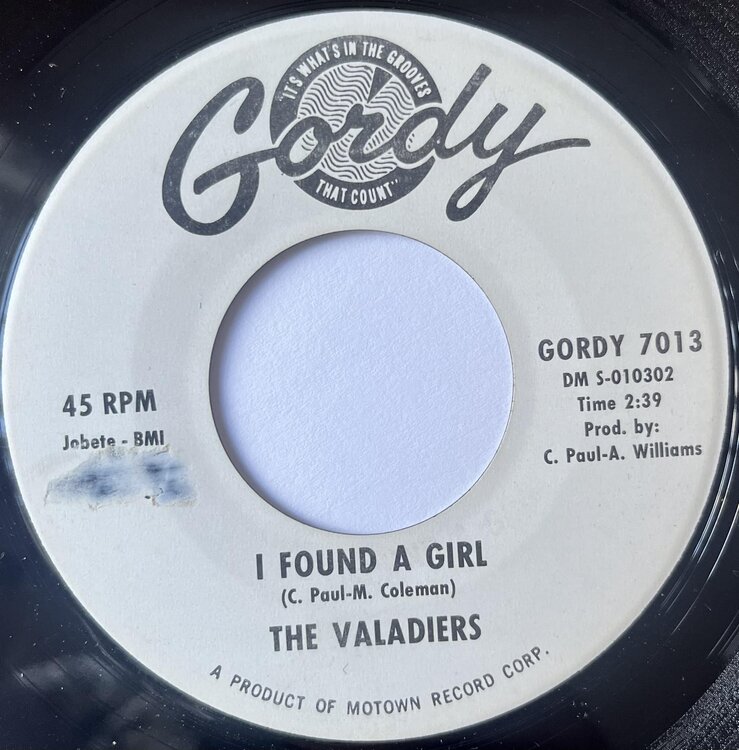 "IT'S WHAT'S IN THE GROOVES
Gordy
THAT COUNT"
GORDY 7013
DM S-010302
Time 2:39
Prod. by:
C. Paul-A. Williams
45 RPM
Jobete - BMI
I FOUND A GIRL
(C. Paul-M. Coleman)
THE VALADIERS
A PRODUCT OF MOTOWN RECORD CORP.